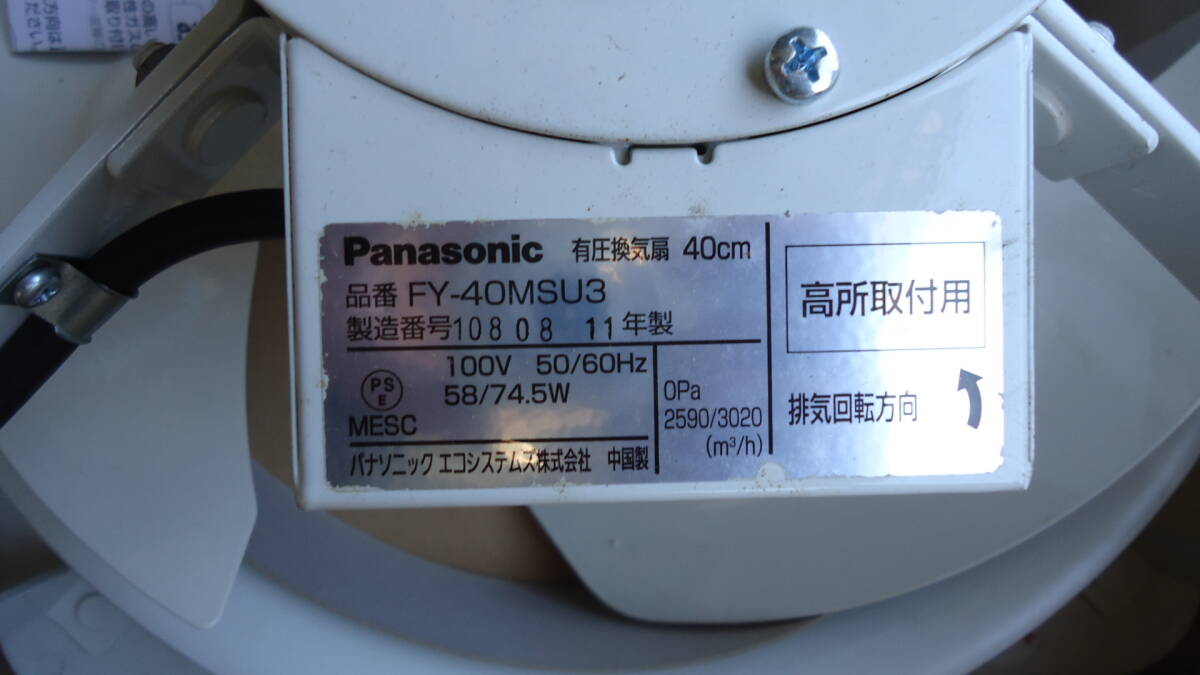 Panasonic 有圧換気扇 40cm
品番 FY-40MSU3
製造番号10808 11年製
100V 50/60Hz
58/74.5W
PS
E
MESC
0Pa
2590/3020
(m³/h)
パナソニック エコシステムズ株式会社 中国製
高所取付用
排気回転方向